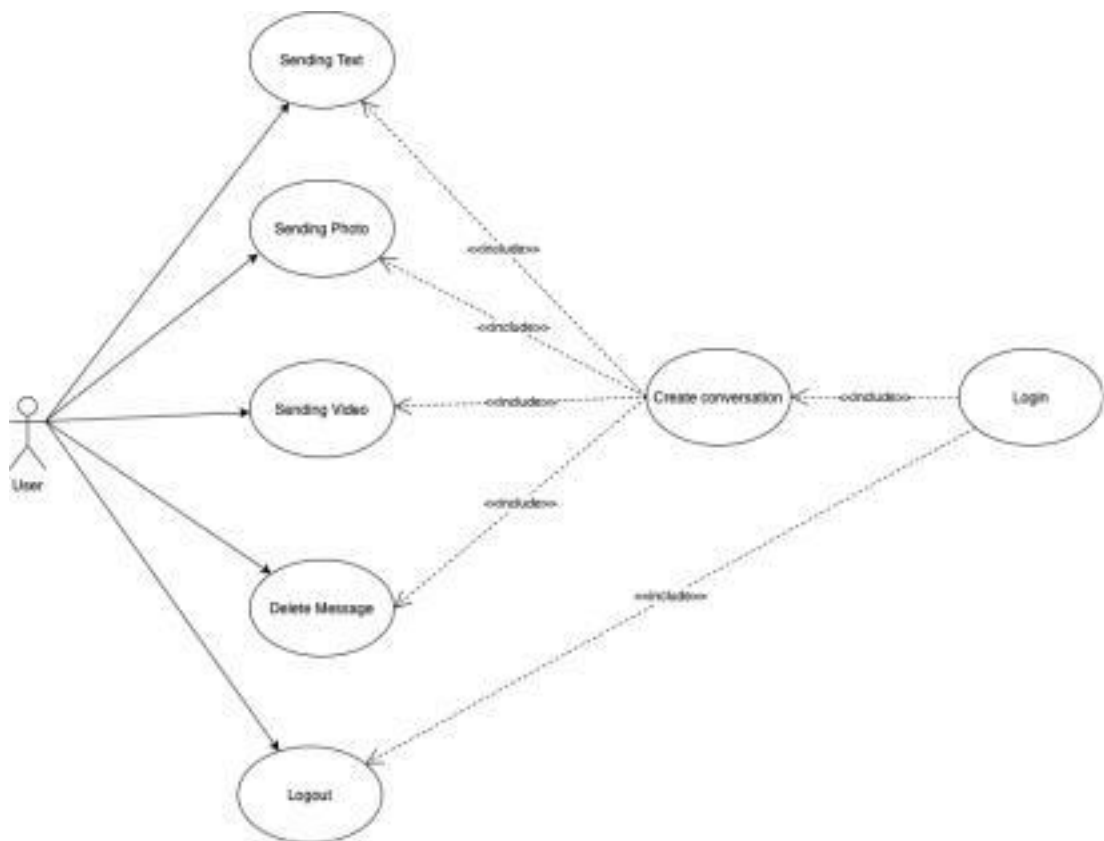 Sending Text
Sending Photo
<<include>>
<<include>>
Sending Video
<<include>>
Create conversation
<<include>>
Login
User
<<include>>
Delete Message
<<include>>
Logout